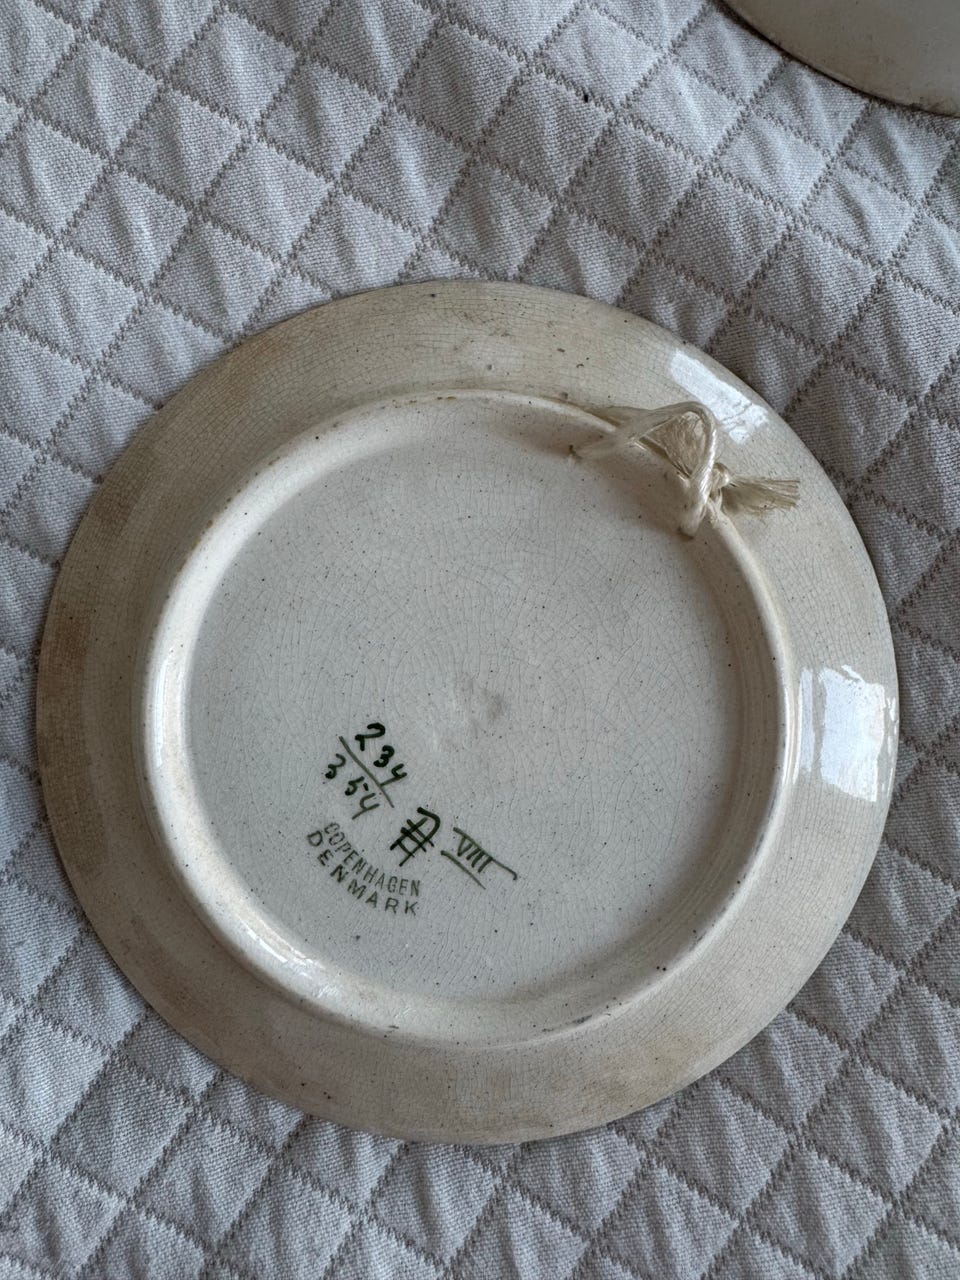 234
354
VIII
COPENHAGEN
DENMARK